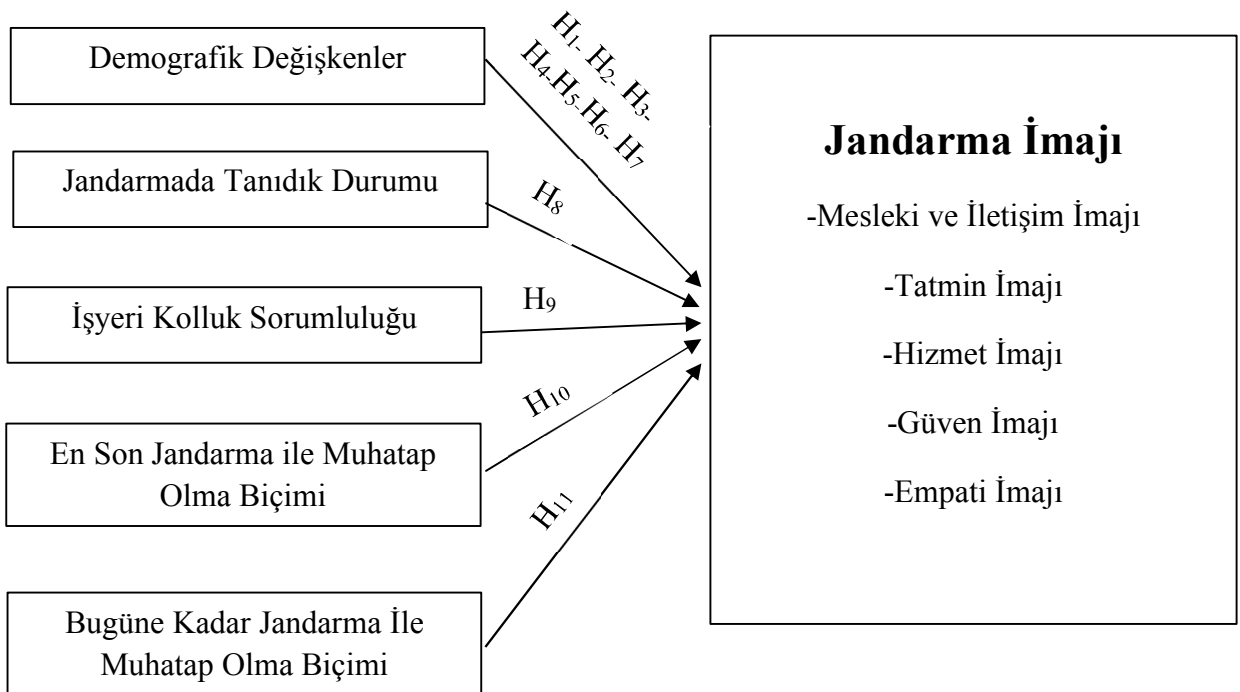 Demografik Değişkenler
H₁- H₂- H₃-
H₄-H₅-H₆- H₇
Jandarmada Tanıdık Durumu
H₈
İşyeri Kolluk Sorumluluğu
H₉
En Son Jandarma ile Muhatap
Olma Biçimi
H₁₀
Bugüne Kadar Jandarma İle
Muhatap Olma Biçimi
H₁₁
Jandarma İmajı
-Mesleki ve İletişim İmajı
-Tatmin İmajı
-Hizmet İmajı
-Güven İmajı
-Empati İmajı